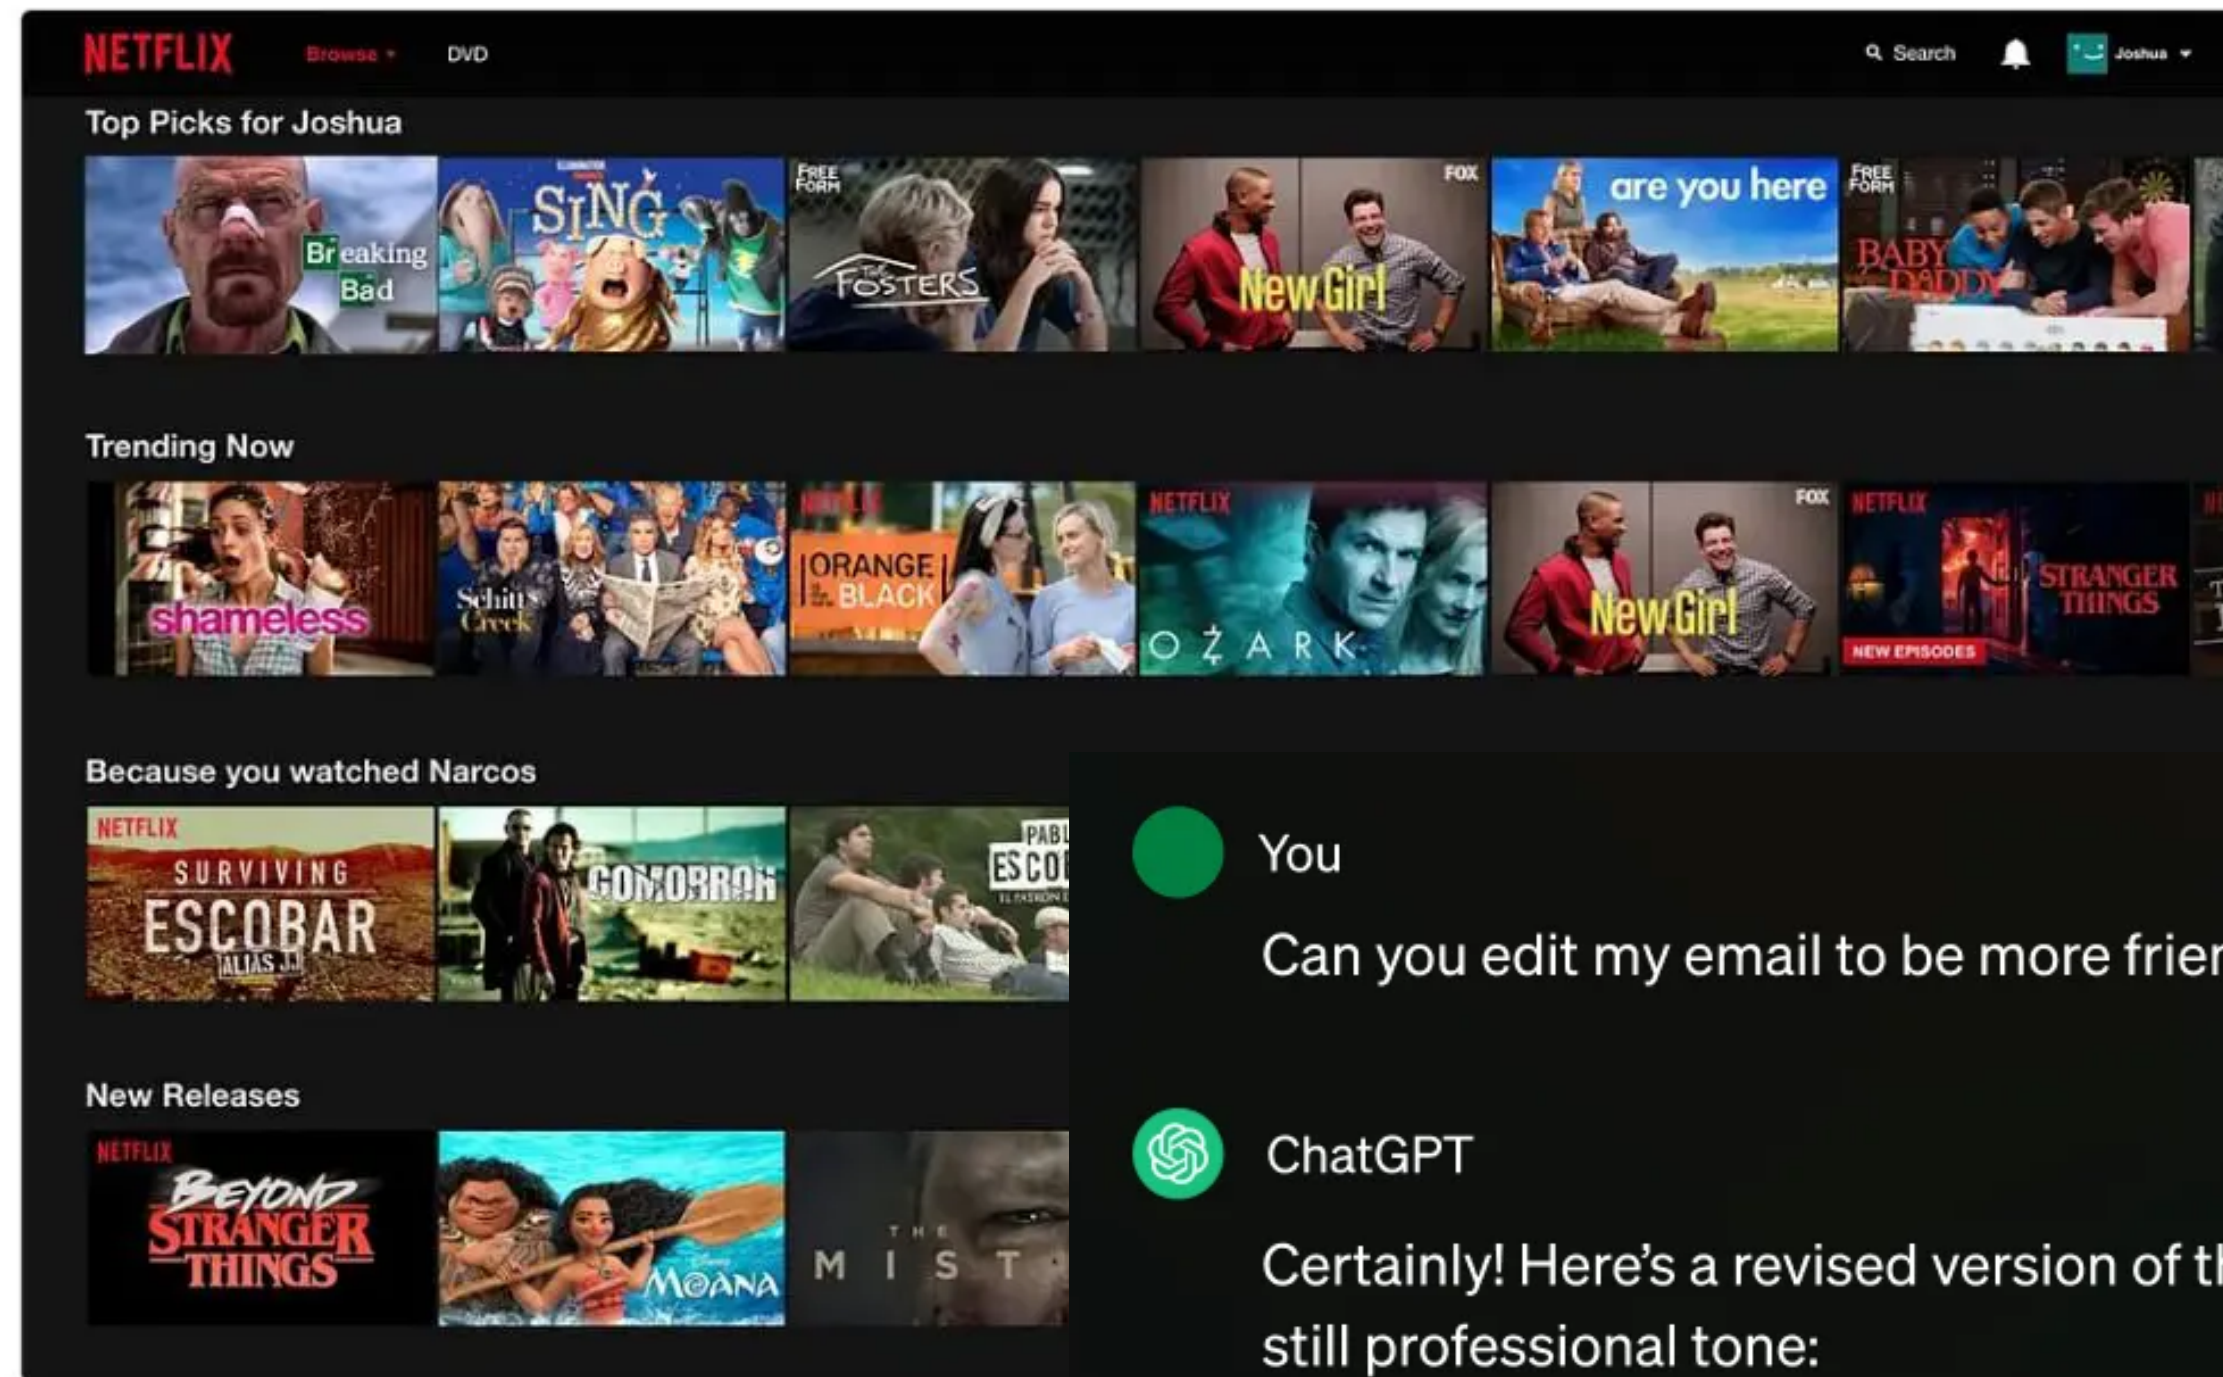 NETFLIX Browse DVD Search Joshua
Top Picks for Joshua
Breaking Bad
ILLUMINATION
SING
FREE FORM
THE FOSTERS
FOX
New Girl
are you here
FREE FORM
BABY DADDY
Trending Now
shameless
Schitt's Creek
NETFLIX
ORANGE IS THE NEW BLACK
NETFLIX
OZARK
FOX
New Girl
NETFLIX
STRANGER THINGS
NEW EPISODES
Because you watched Narcos
NETFLIX
SURVIVING
ESCOBAR
ALIAS JJ
GOMORRAH
PABL
ESCOB
You
Can you edit my email to be more frien
New Releases
NETFLIX
BEYOND
STRANGER
THINGS
Disney
MOANA
THE
MIST
ChatGPT
Certainly! Here's a revised version of th
still professional tone: